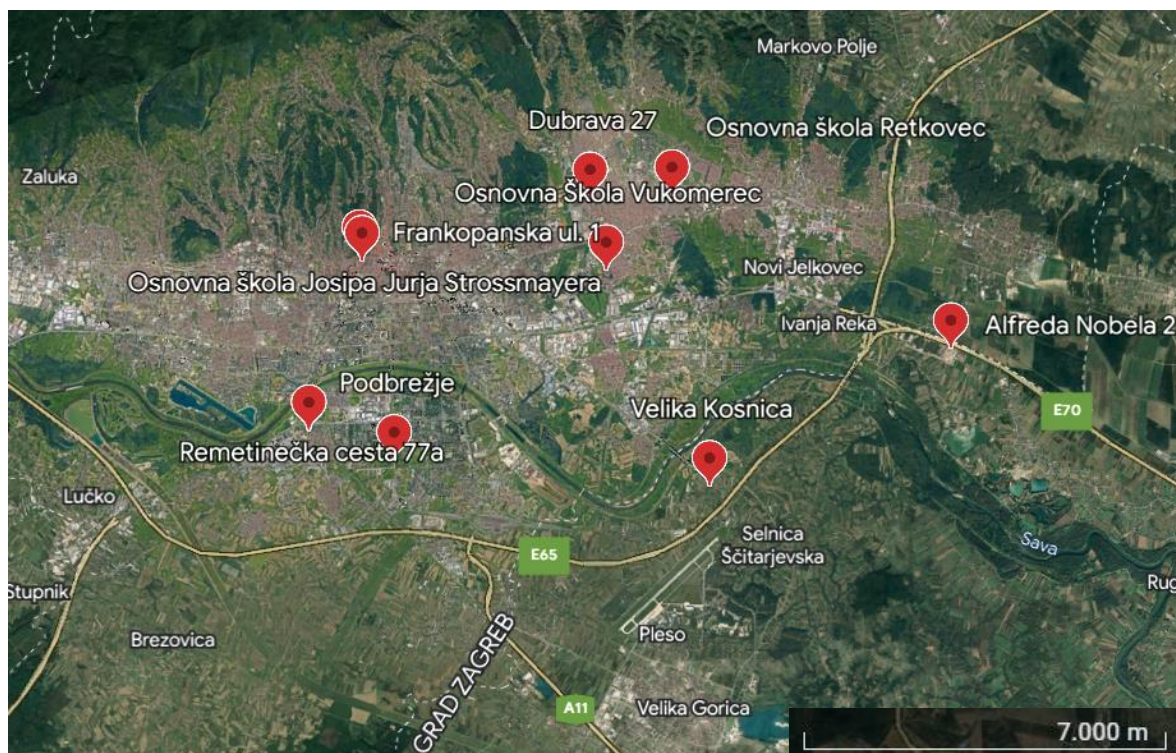 Markovo Polje
Dubrava 27
Osnovna škola Retkovec
Zaluka
Osnovna Škola Vukomerec
Frankopanska ul. 1
Osnovna škola Josipa Jurja Strossmayera
Novi Jelkovec
Ivanja Reka
Alfreda Nobela 2
Podbrežje
Velika Kosnica
E70
Remetinečka cesta 77a
Lučko
Selnica
Ščitarjevska
Sava
E65
Stupnik
Rug
Brezovica
Pleso
GRAD ZAGREB
A11
Velika Gorica
7.000 m